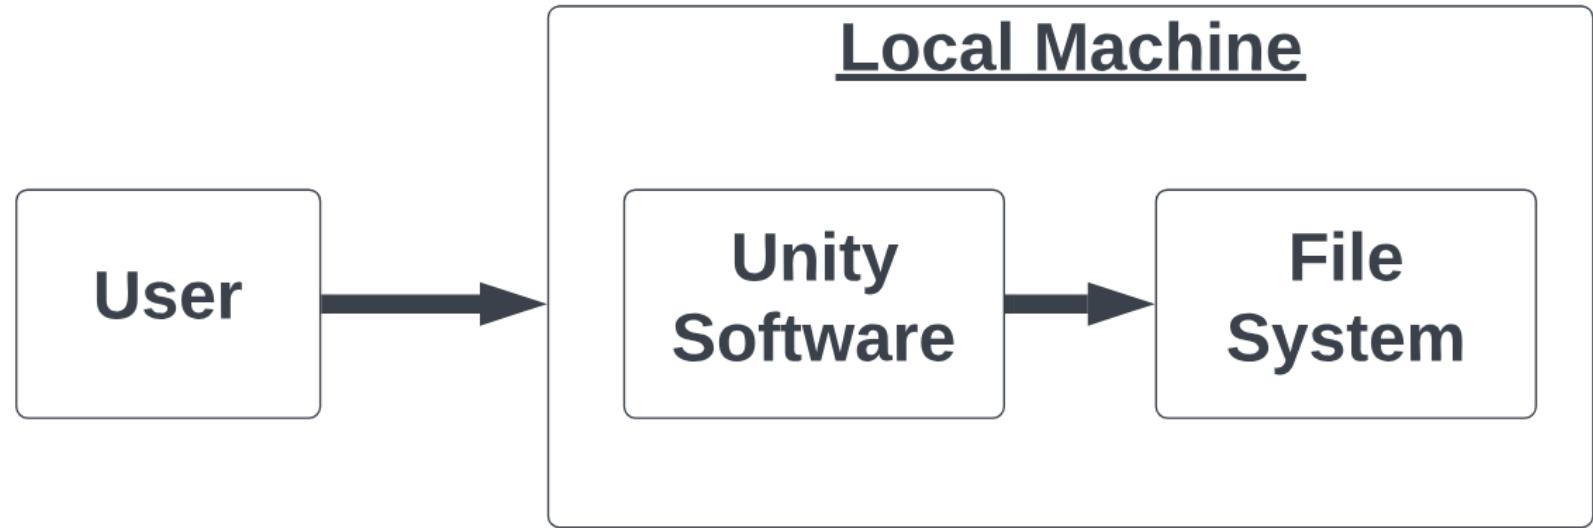 Local Machine
User
Unity
Software
File
System